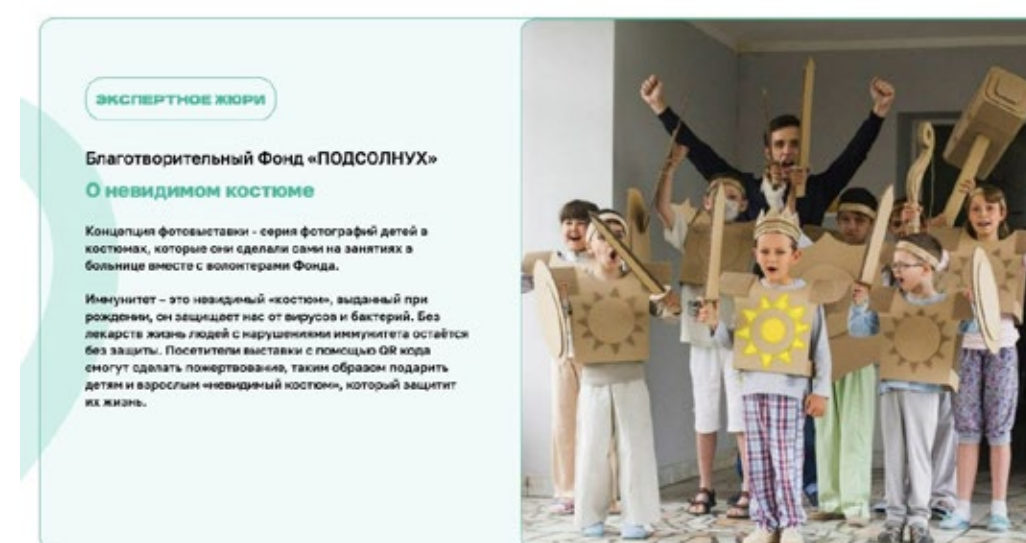 ЭКСПЕРТНОЕ ЖЮРИ
Благотворительный Фонд «ПОДСОЛНУХ»
О невидимом костюме
Концепция фотовыставки - серия фотографий детей в
костюмах, которые они сделали сами на занятиях в
больнице вместе с волонтерами Фонда.
Иммунитет – это невидимый «костюм», выданный при
рождении, он защищает нас от вирусов и бактерий. Без
лекарств жизнь людей с нарушениями иммунитета остаётся
без защиты. Посетители выставки с помощью QR кода
смогут сделать пожертвование, таким образом подарить
детям и взрослым «невидимый костюм», который защитит
их жизнь.